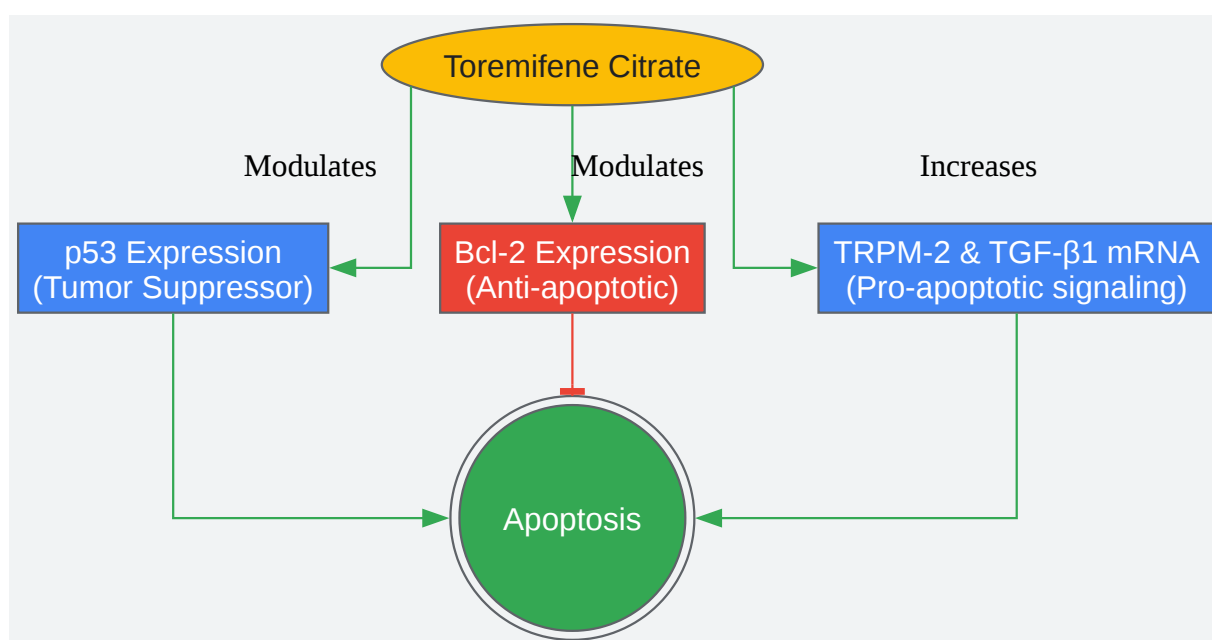 Toremifene Citrate
Modulates
Modulates
Increases
p53 Expression
(Tumor Suppressor)
Bcl-2 Expression
(Anti-apoptotic)
TRPM-2 & TGF-β1 mRNA
(Pro-apoptotic signaling)
Apoptosis